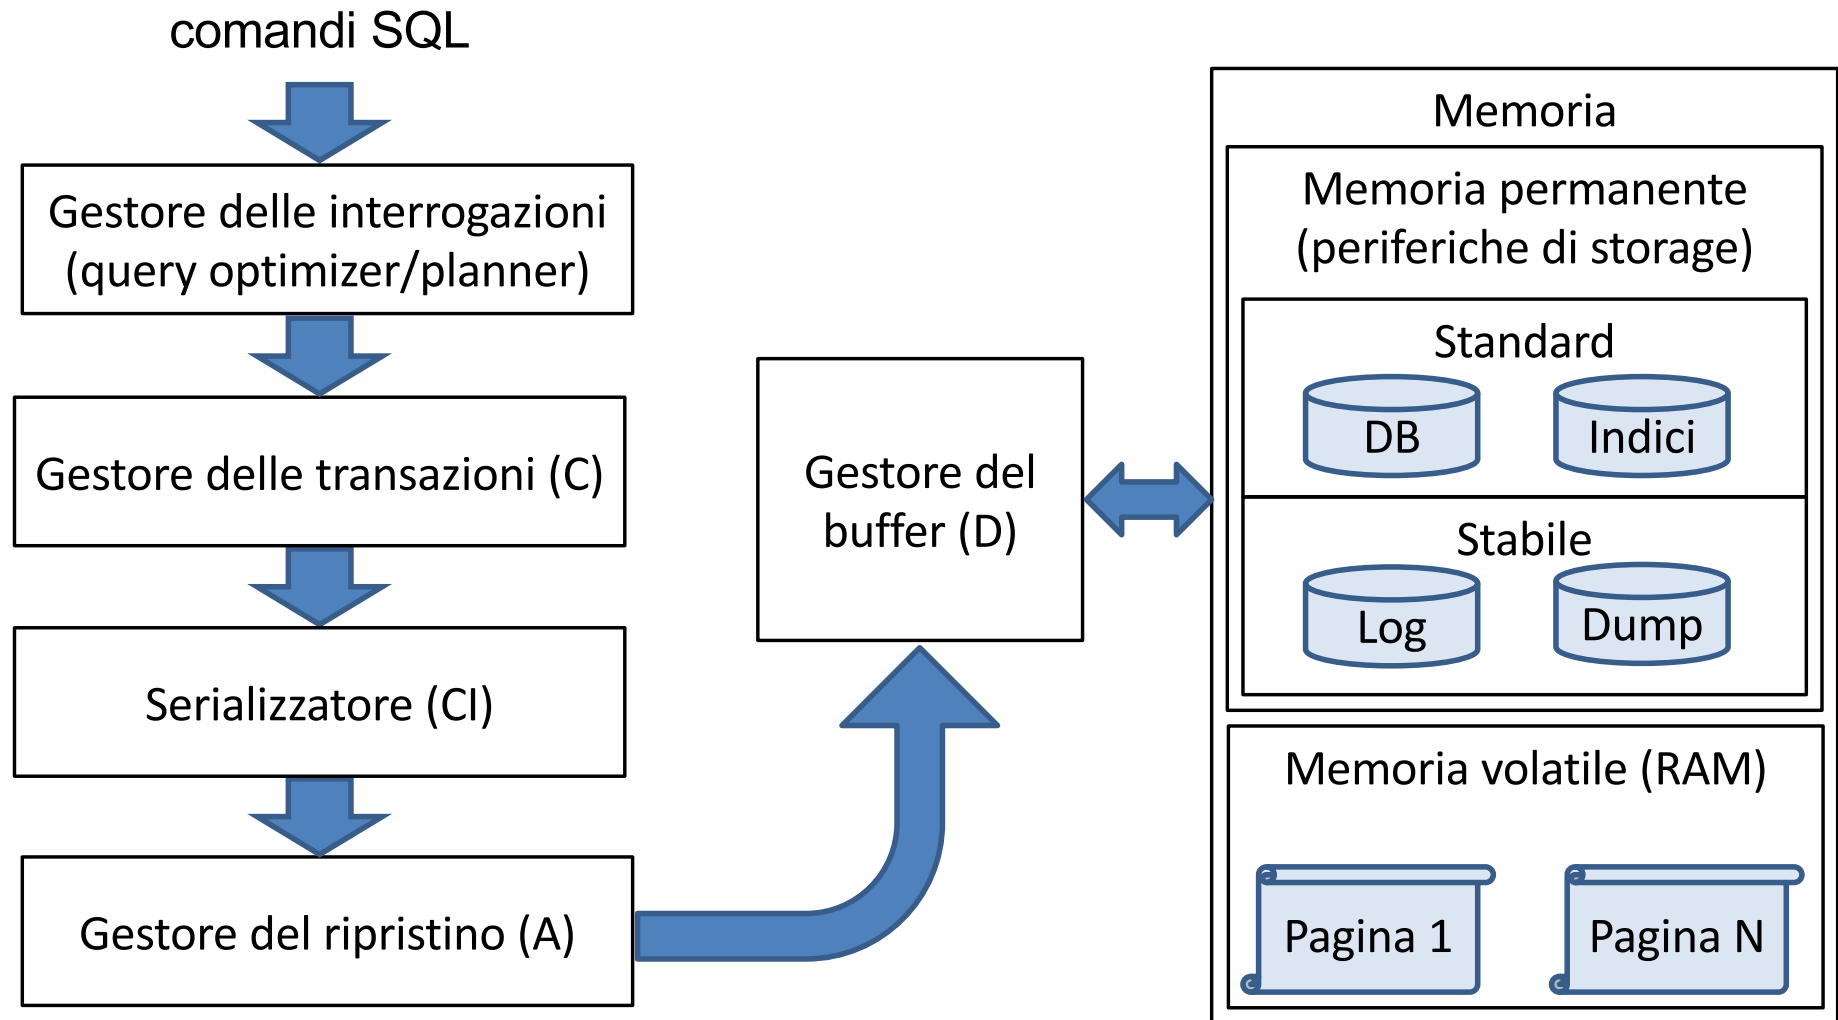 comandi SQL
Gestore delle interrogazioni
(query optimizer/planner)
Gestore delle transazioni (C)
Serializzatore (CI)
Gestore del ripristino (A)
Gestore del
buffer (D)
Memoria
Memoria permanente
(periferiche di storage)
Standard
DB
Indici
Stabile
Log
Dump
Memoria volatile (RAM)
Pagina 1
Pagina N